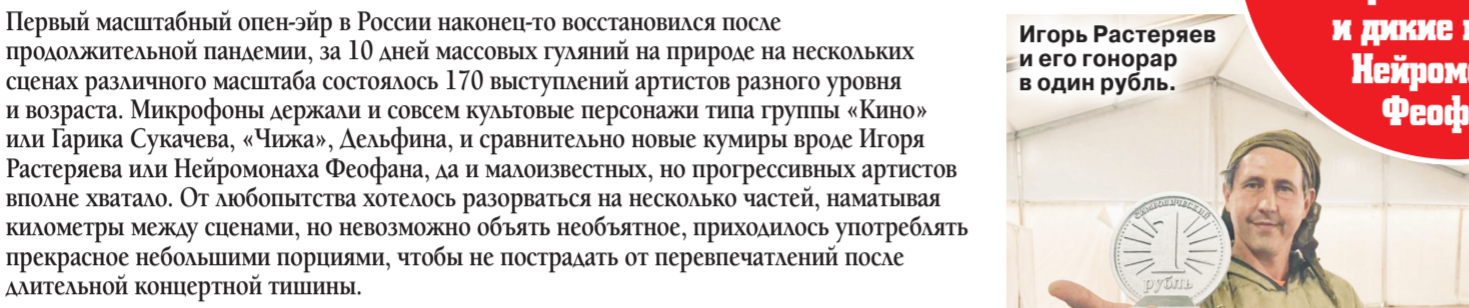 Первый масштабный опен-эйр в России наконец-то восстановился после
продолжительной пандемии, за 10 дней массовых гуляний на природе на нескольких
сценах различного масштаба состоялось 170 выступлений артистов разного уровня
и возраста. Микрофоны держали и совсем культовые персонажи типа группы «Кино»
или Гарика Сукачева, «Чижа», Дельфина, и сравнительно новые кумиры вроде Игоря
Растеряева или Нейромонаха Феофана, да и малоизвестных, но прогрессивных артистов
вполне хватало. От любопытства хотелось разорваться на несколько частей, наматывая
километры между сценами, но невозможно объять необъятное, приходилось употреблять
прекрасное небольшими порциями, чтобы не пострадать от перевпечатлений после
длительной концертной тишины.
Игорь Растеряев
и его гонорар
в один рубль.
и дикие
Нейром
Феоф
1
рубль